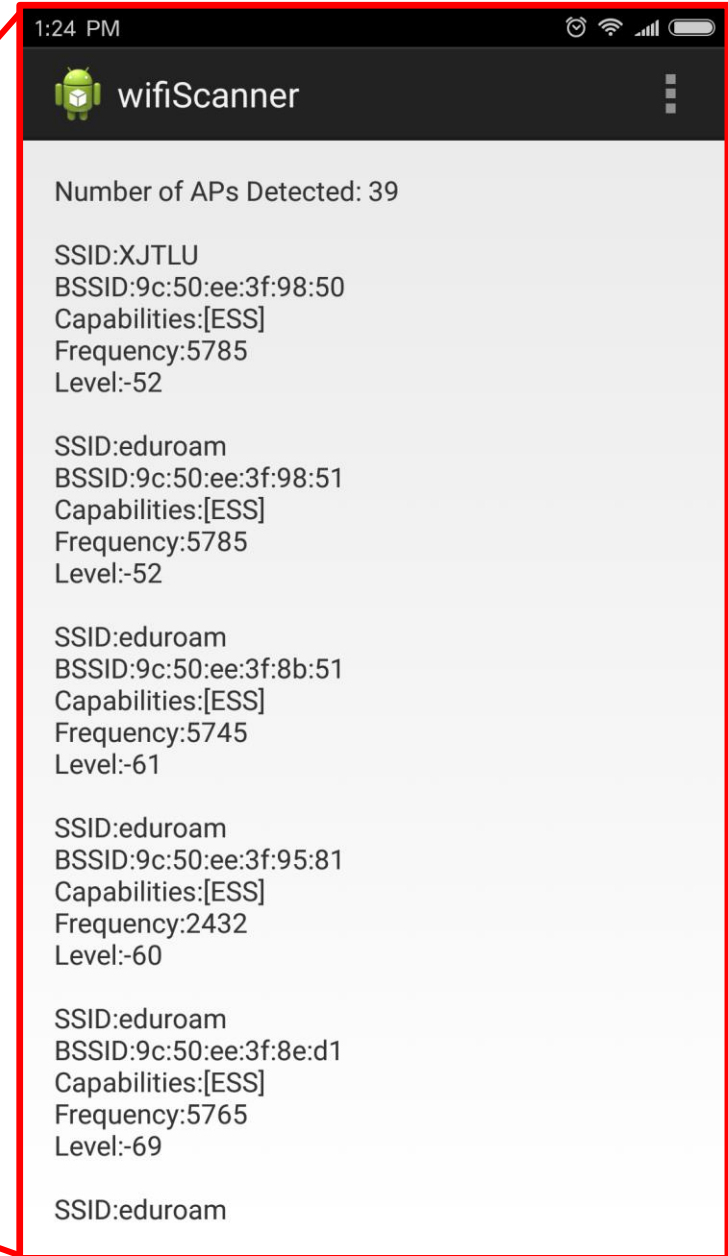 1:24 PM
wifiScanner
Number of APs Detected: 39
SSID:XJTLU
BSSID:9c:50:ee:3f:98:50
Capabilities:[ESS]
Frequency:5785
Level:-52
SSID:eduroam
BSSID:9c:50:ee:3f:98:51
Capabilities:[ESS]
Frequency:5785
Level:-52
SSID:eduroam
BSSID:9c:50:ee:3f:8b:51
Capabilities:[ESS]
Frequency:5745
Level:-61
SSID:eduroam
BSSID:9c:50:ee:3f:95:81
Capabilities:[ESS]
Frequency:2432
Level:-60
SSID:eduroam
BSSID:9c:50:ee:3f:8e:d1
Capabilities:[ESS]
Frequency:5765
Level:-69
SSID:eduroam